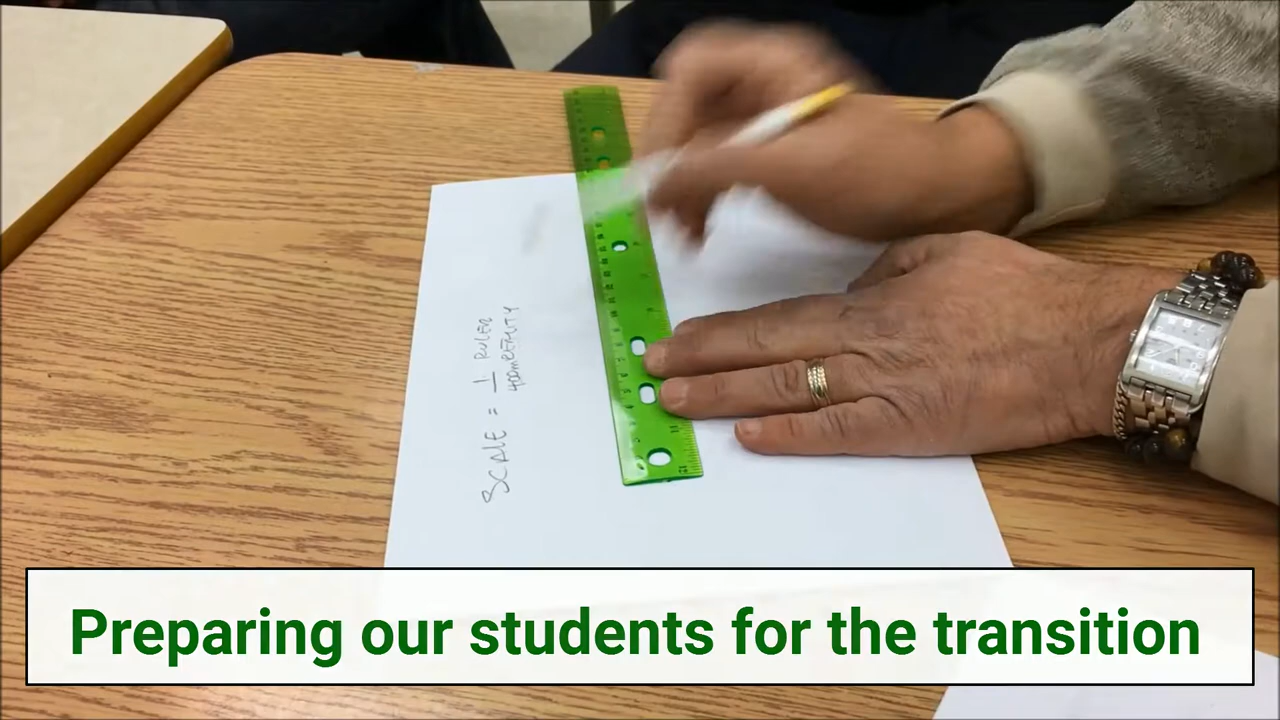 SCALE = 1 RULER
Preparing our students for the transition